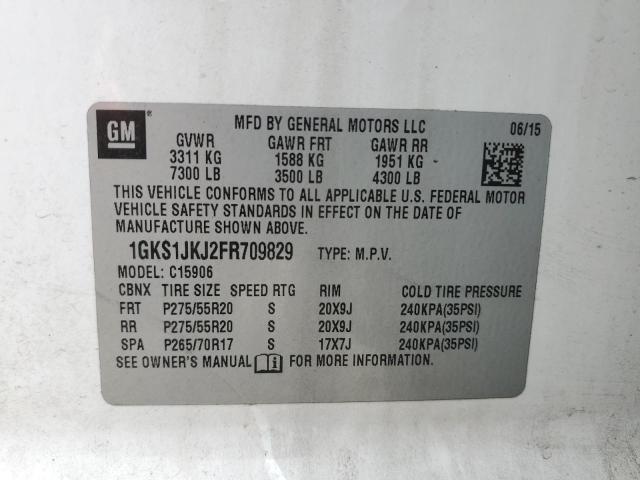 GM ® MFD BY GENERAL MOTORS LLC 06/15
GVWR GAWR FRT GAWR RR
3311 KG 1588 KG 1951 KG
7300 LB 3500 LB 4300 LB
THIS VEHICLE CONFORMS TO ALL APPLICABLE U.S. FEDERAL MOTOR
VEHICLE SAFETY STANDARDS IN EFFECT ON THE DATE OF
MANUFACTURE SHOWN ABOVE.
1GKS1JKJ2FR709829 TYPE: M.P.V.
MODEL: C15906
CBNX TIRE SIZE SPEED RTG RIM COLD TIRE PRESSURE
FRT P275/55R20 S 20X9J 240KPA(35PSI)
RR P275/55R20 S 20X9J 240KPA(35PSI)
SPA P265/70R17 S 17X7J 240KPA(35PSI)
SEE OWNER'S MANUAL FOR MORE INFORMATION.